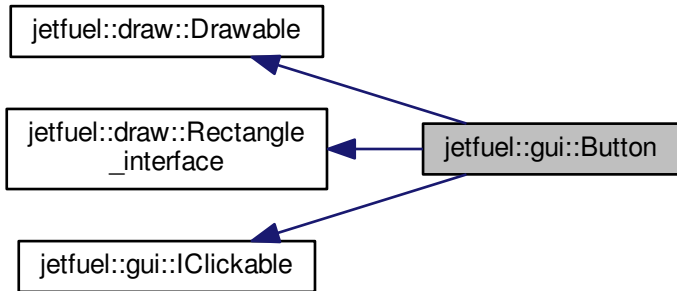 jetfuel::draw::Drawable
jetfuel::draw::Rectangle
_interface
jetfuel::gui::Button
jetfuel::gui::IClickable